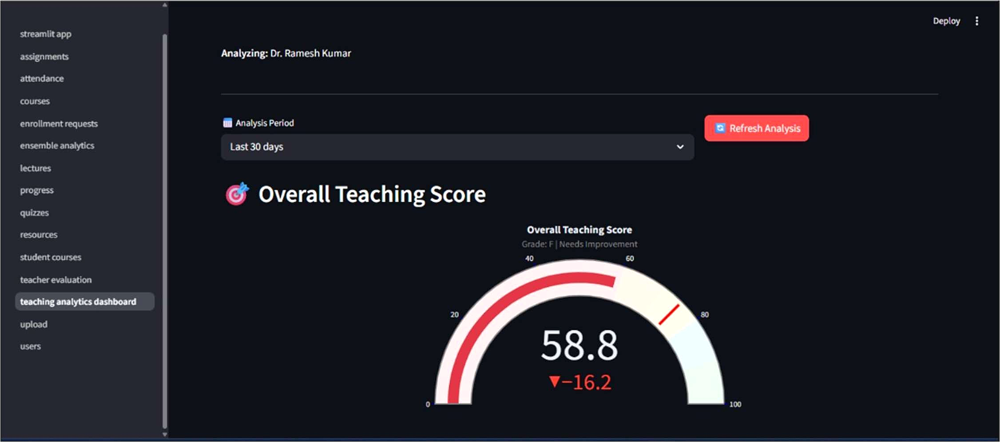 Deploy
streamlit app
assignments
attendance
courses
enrollment requests
ensemble analytics
lectures
progress
quizzes
resources
student courses
teacher evaluation
teaching analytics dashboard
upload
users
Analyzing: Dr. Ramesh Kumar
Analysis Period
Last 30 days
Refresh Analysis
Overall Teaching Score
Overall Teaching Score
Grade: F | Needs Improvement
0
20
40
60
80
100
58.8
▼−16.2